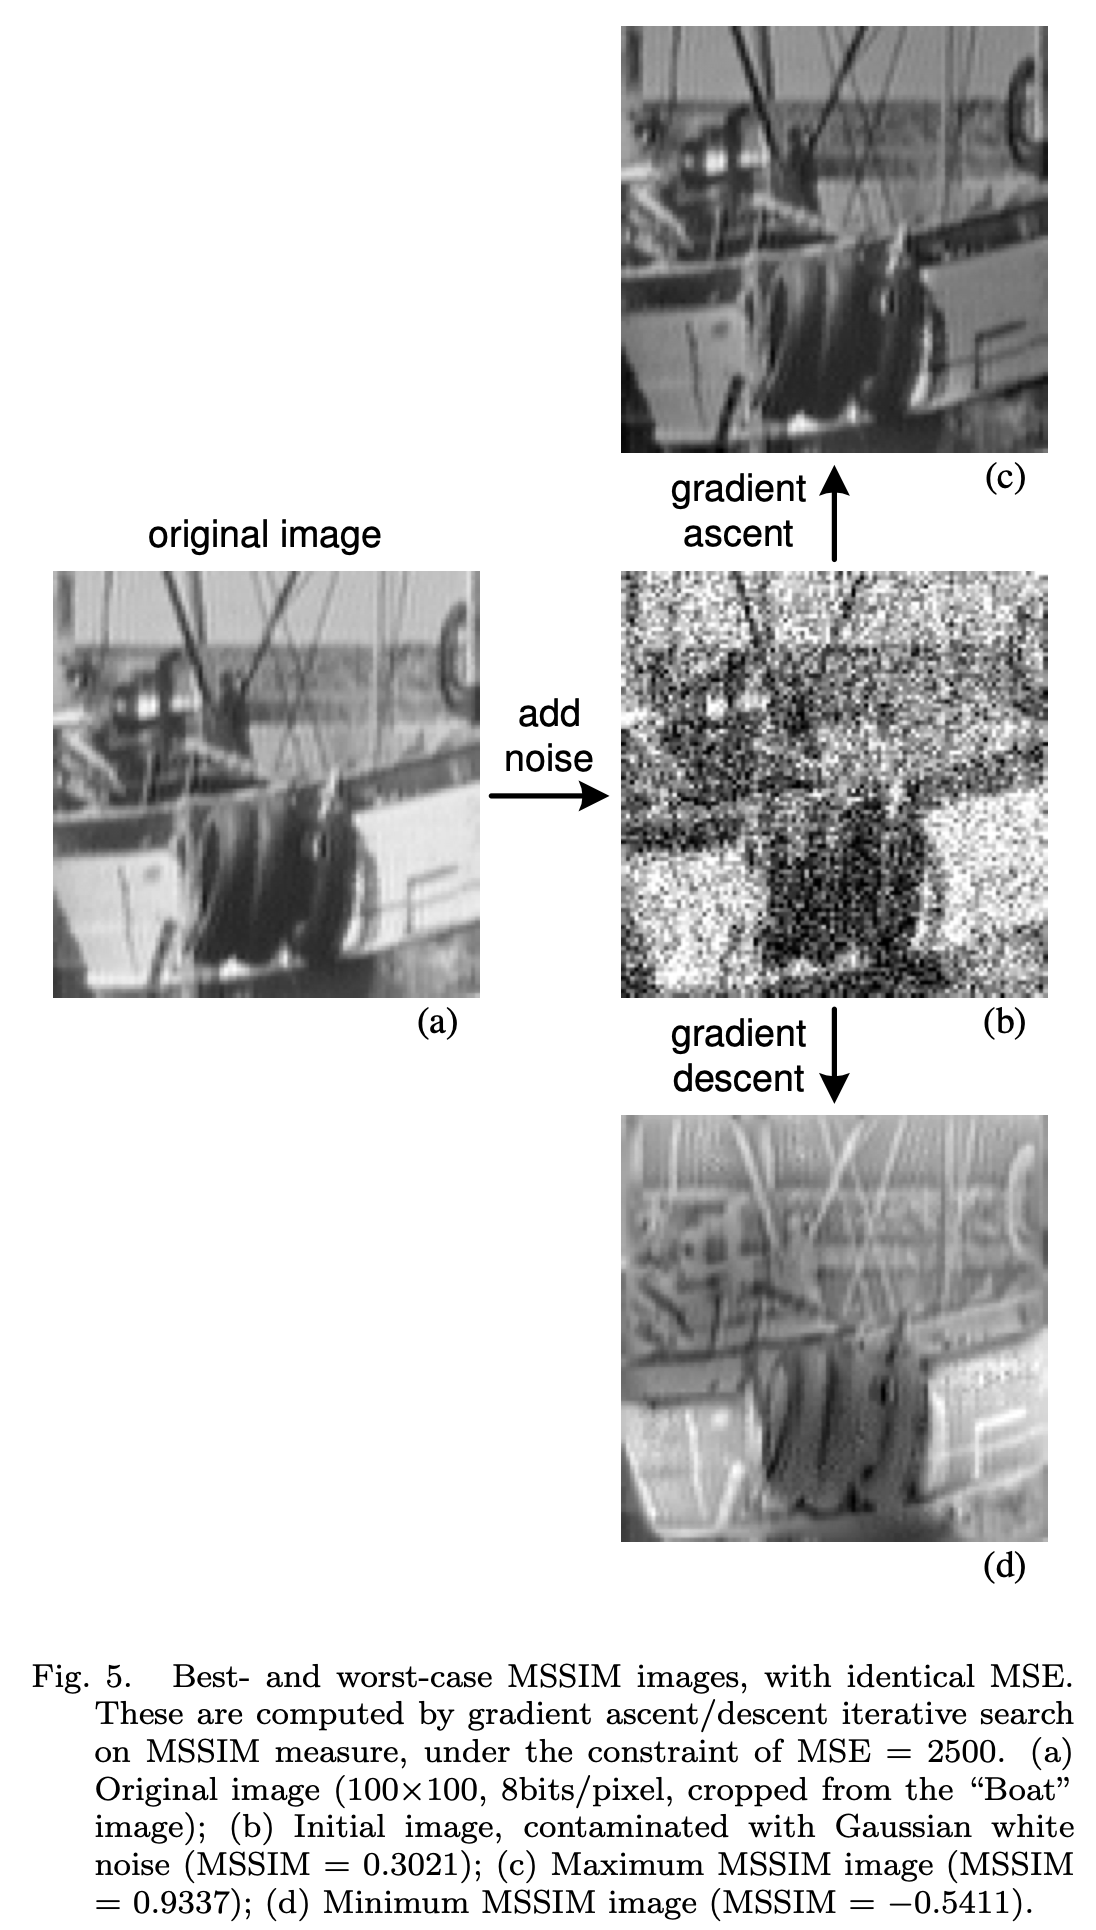 (c)
gradient
ascent
original image
add
noise
(a)
(b)
gradient
descent
(d)
Fig. 5. Best- and worst-case MSSIM images, with identical MSE.
These are computed by gradient ascent/descent iterative search
on MSSIM measure, under the constraint of MSE = 2500. (a)
Original image (100×100, 8bits/pixel, cropped from the “Boat”
image); (b) Initial image, contaminated with Gaussian white
noise (MSSIM = 0.3021); (c) Maximum MSSIM image (MSSIM
= 0.9337); (d) Minimum MSSIM image (MSSIM = −0.5411).